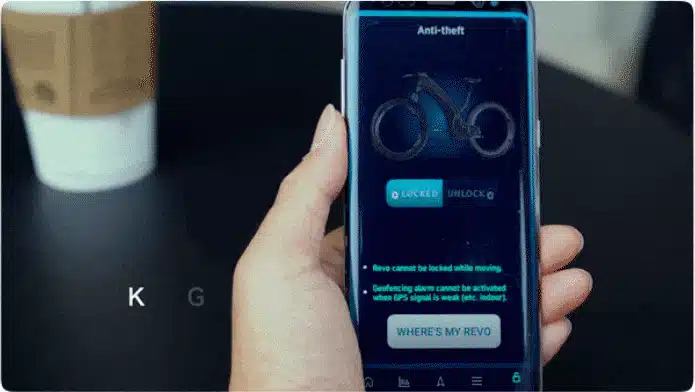 Anti-theft
LOCKED UNLOCK
• Revo cannot be locked while moving.
• Geofencing alarm cannot be activated
when GPS signal is weak (etc. indoor).
WHERE'S MY REVO
K G